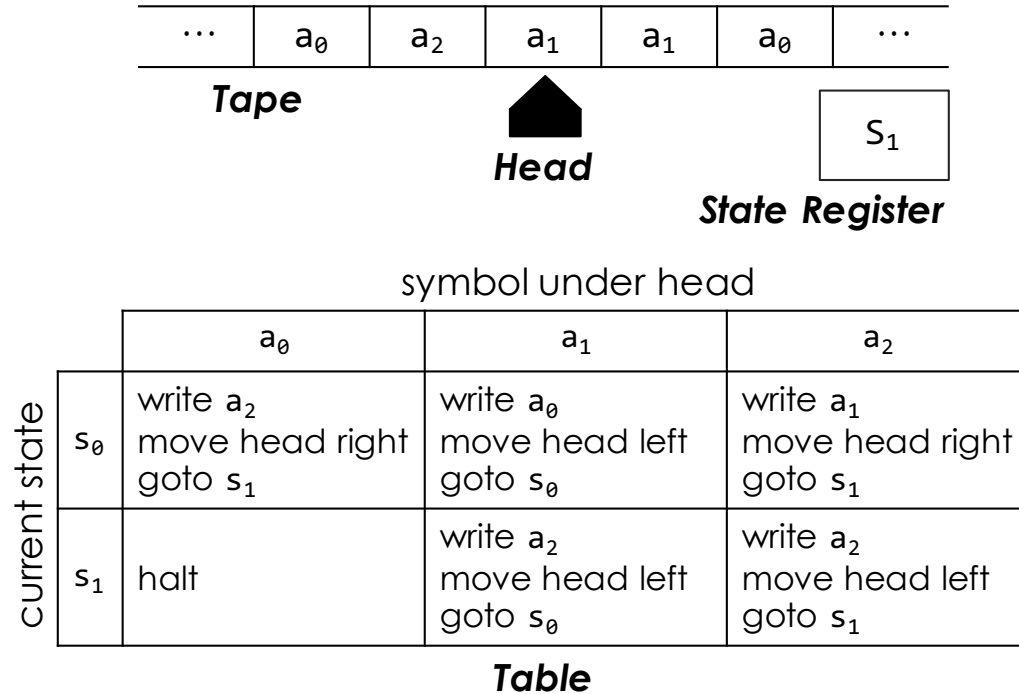 … a₀ a₂ a₁ a₁ a₀ …
Tape
S₁
Head
State Register
symbol under head
a₀ a₁ a₂
current state
s₀
write a₂
move head right
goto s₁
write a₀
move head left
goto s₀
write a₁
move head right
goto s₁
s₁
halt
write a₂
move head left
goto s₀
write a₂
move head left
goto s₁
Table